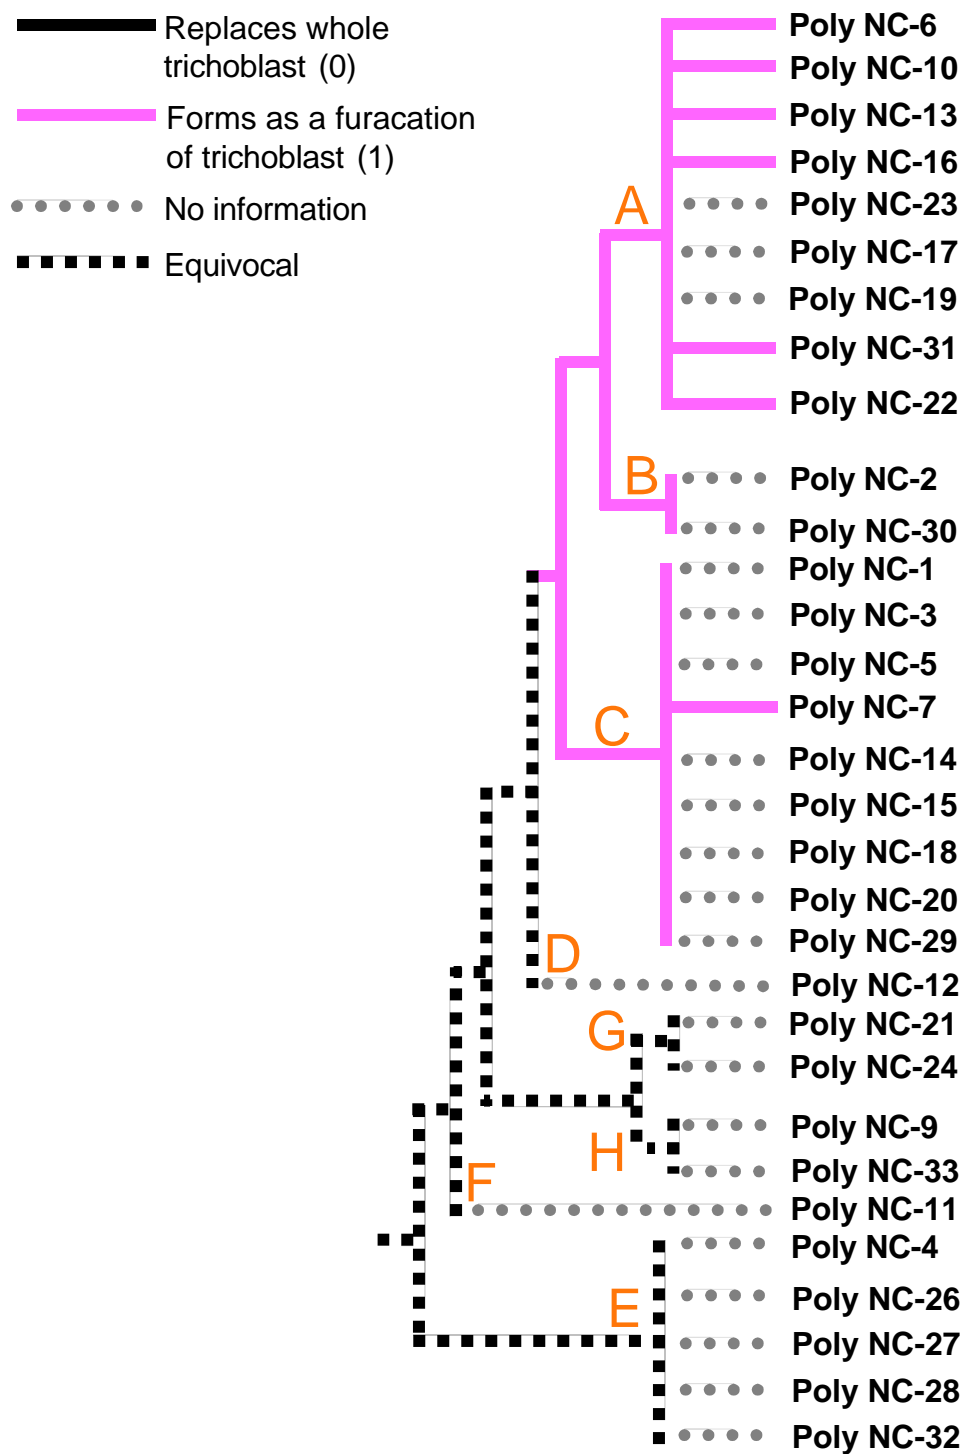 Replaces whole
trichoblast (0)
Forms as a furacation
of trichoblast (1)
No information
Equivocal
Poly NC-6
Poly NC-10
Poly NC-13
Poly NC-16
A
Poly NC-23
Poly NC-17
Poly NC-19
Poly NC-31
Poly NC-22
B
Poly NC-2
Poly NC-30
Poly NC-1
Poly NC-3
Poly NC-5
Poly NC-7
C
Poly NC-14
Poly NC-15
Poly NC-18
Poly NC-20
Poly NC-29
D
Poly NC-12
G
Poly NC-21
Poly NC-24
Poly NC-9
H
Poly NC-33
F
Poly NC-11
Poly NC-4
E
Poly NC-26
Poly NC-27
Poly NC-28
Poly NC-32